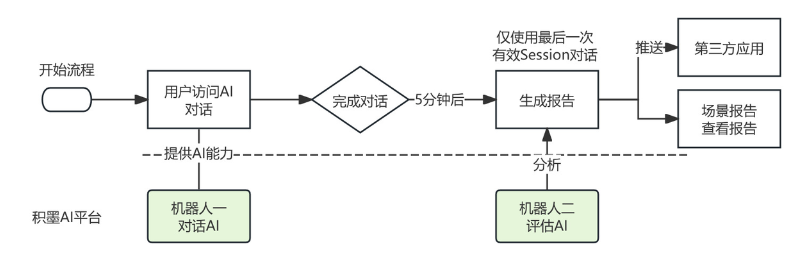 仅使用最后一次
有效Session对话
推送
第三方应用
开始流程
用户访问AI
对话
完成对话
5分钟后
生成报告
场景报告
查看报告
提供AI能力
分析
积墨AI平台
机器人一
对话AI
机器人二
评估AI